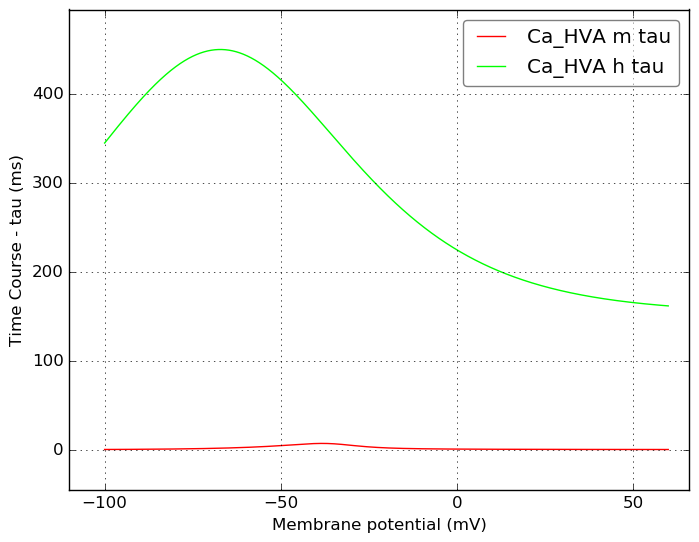 Ca_HVA m tau
Ca_HVA h tau
Time Course - tau (ms)
400
300
200
100
0
−100
−50
0
50
Membrane potential (mV)